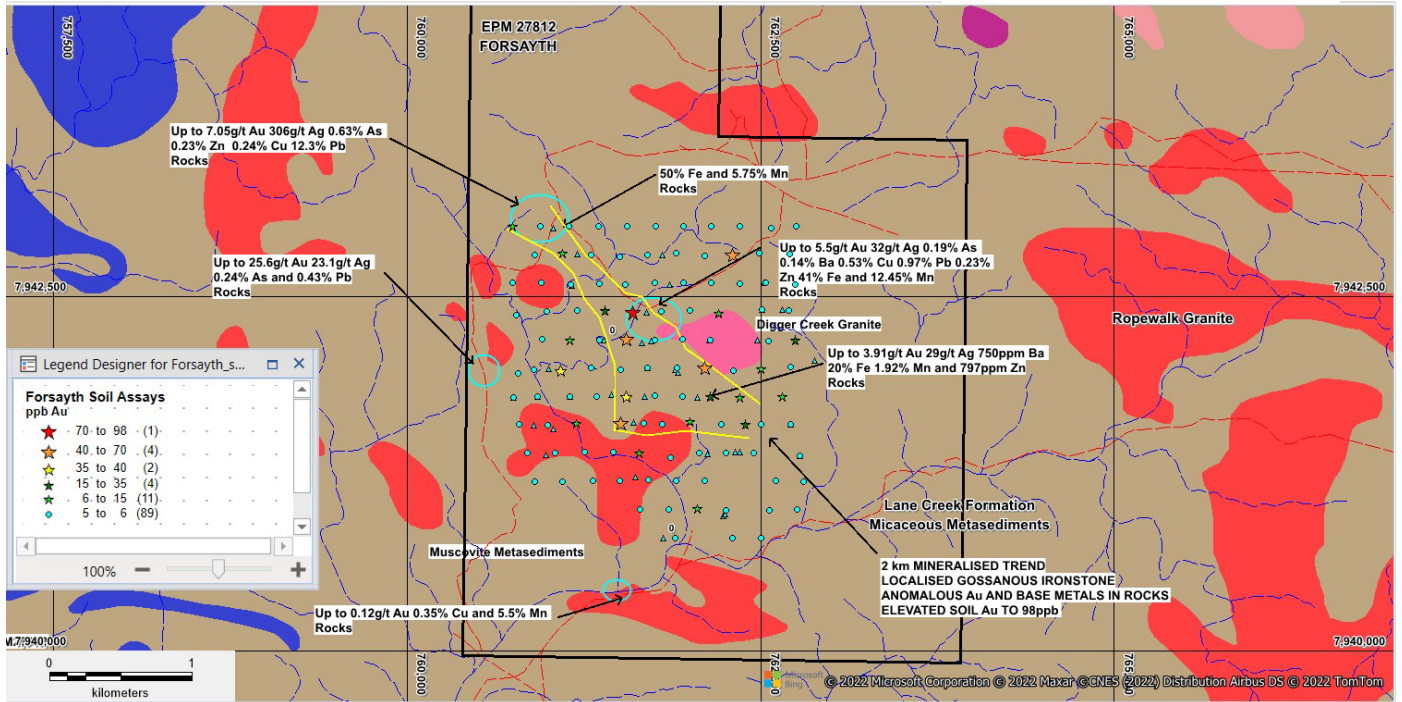 757,500
760,000
762,500
765,000
EPM 27812
FORSAYTH
Up to 7.05g/t Au 306g/t Ag 0.63% As
0.23% Zn 0.24% Cu 12.3% Pb
Rocks
50% Fe and 5.75% Mn
Rocks
Up to 25.6g/t Au 23.1g/t Ag
0.24% As and 0.43% Pb
Rocks
Up to 5.5g/t Au 32g/t Ag 0.19% As
0.14% Ba 0.53% Cu 0.97% Pb 0.23%
Zn 41% Fe and 12.45% Mn
Rocks
7,942,500
7,942,500
0
Digger Creek Granite
Ropewalk Granite
Up to 3.91g/t Au 29g/t Ag 750ppm Ba
20% Fe 1.92% Mn and 797ppm Zn
Rocks
Legend Designer for Forsayth_s...
Forsayth Soil Assays
ppb Au
70 to 98 (1)
40 to 70 (4)
35 to 40 (2)
15 to 35 (4)
6 to 15 (11)
5 to 6 (89)
100%
Lane Creek Formation
Micaceous Metasediments
0
Muscovite Metasediments
2 km MINERALISED TREND
LOCALISED GOSSANOUS IRONSTONE
ANOMALOUS Au AND BASE METALS IN ROCKS
ELEVATED SOIL Au TO 98ppb
Up to 0.12g/t Au 0.35% Cu and 5.5% Mn
Rocks
7,940,000
7,940,000
0 1
kilometers
760,000
765,000
Microsoft
Bing
© 2022 Microsoft Corporation © 2022 Maxar ©CNES (2022) Distribution Airbus DS © 2022 TomTom